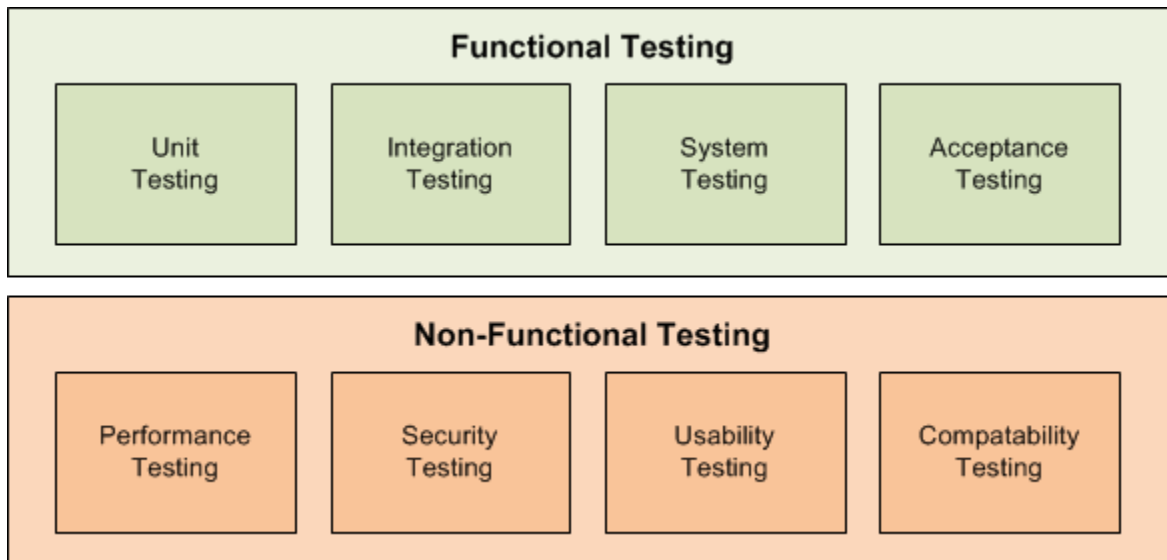 Functional Testing
Unit
Testing
Integration
Testing
System
Testing
Acceptance
Testing
Non-Functional Testing
Performance
Testing
Security
Testing
Usability
Testing
Compatability
Testing